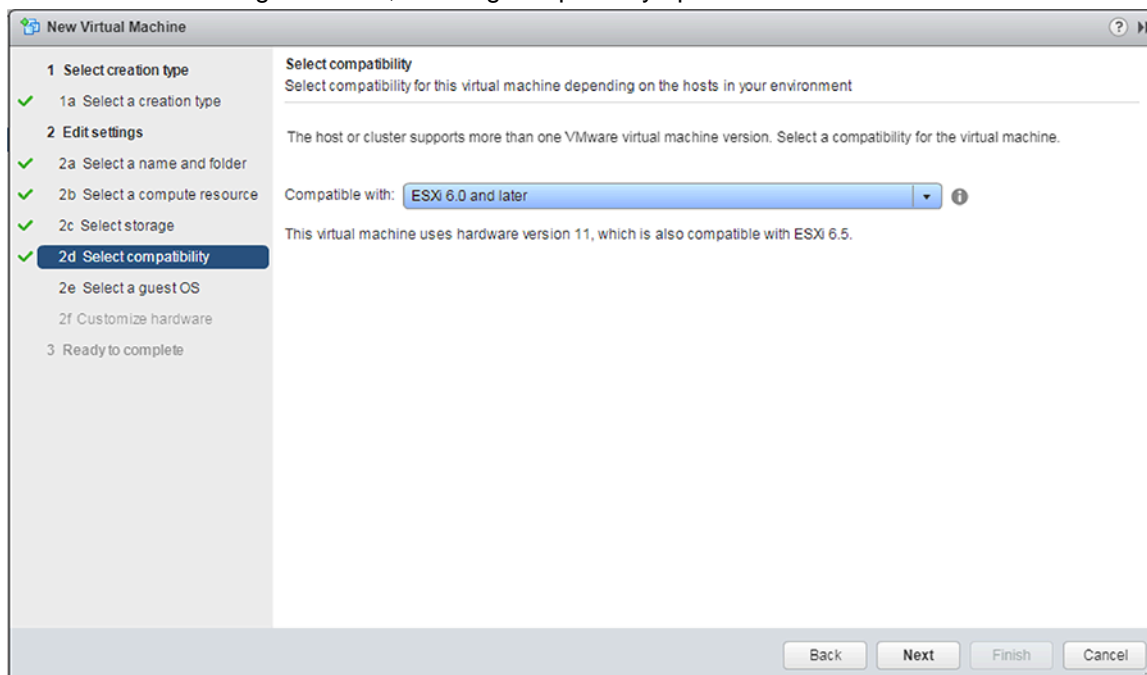 New Virtual Machine
1 Select creation type
1a Select a creation type
2 Edit settings
2a Select a name and folder
2b Select a compute resource
2c Select storage
2d Select compatibility
2e Select a guest OS
2f Customize hardware
3 Ready to complete
Select compatibility
Select compatibility for this virtual machine depending on the hosts in your environment
The host or cluster supports more than one VMware virtual machine version. Select a compatibility for the virtual machine.
Compatible with: ESXi 6.0 and later
This virtual machine uses hardware version 11, which is also compatible with ESXi 6.5.
Back Next Finish Cancel